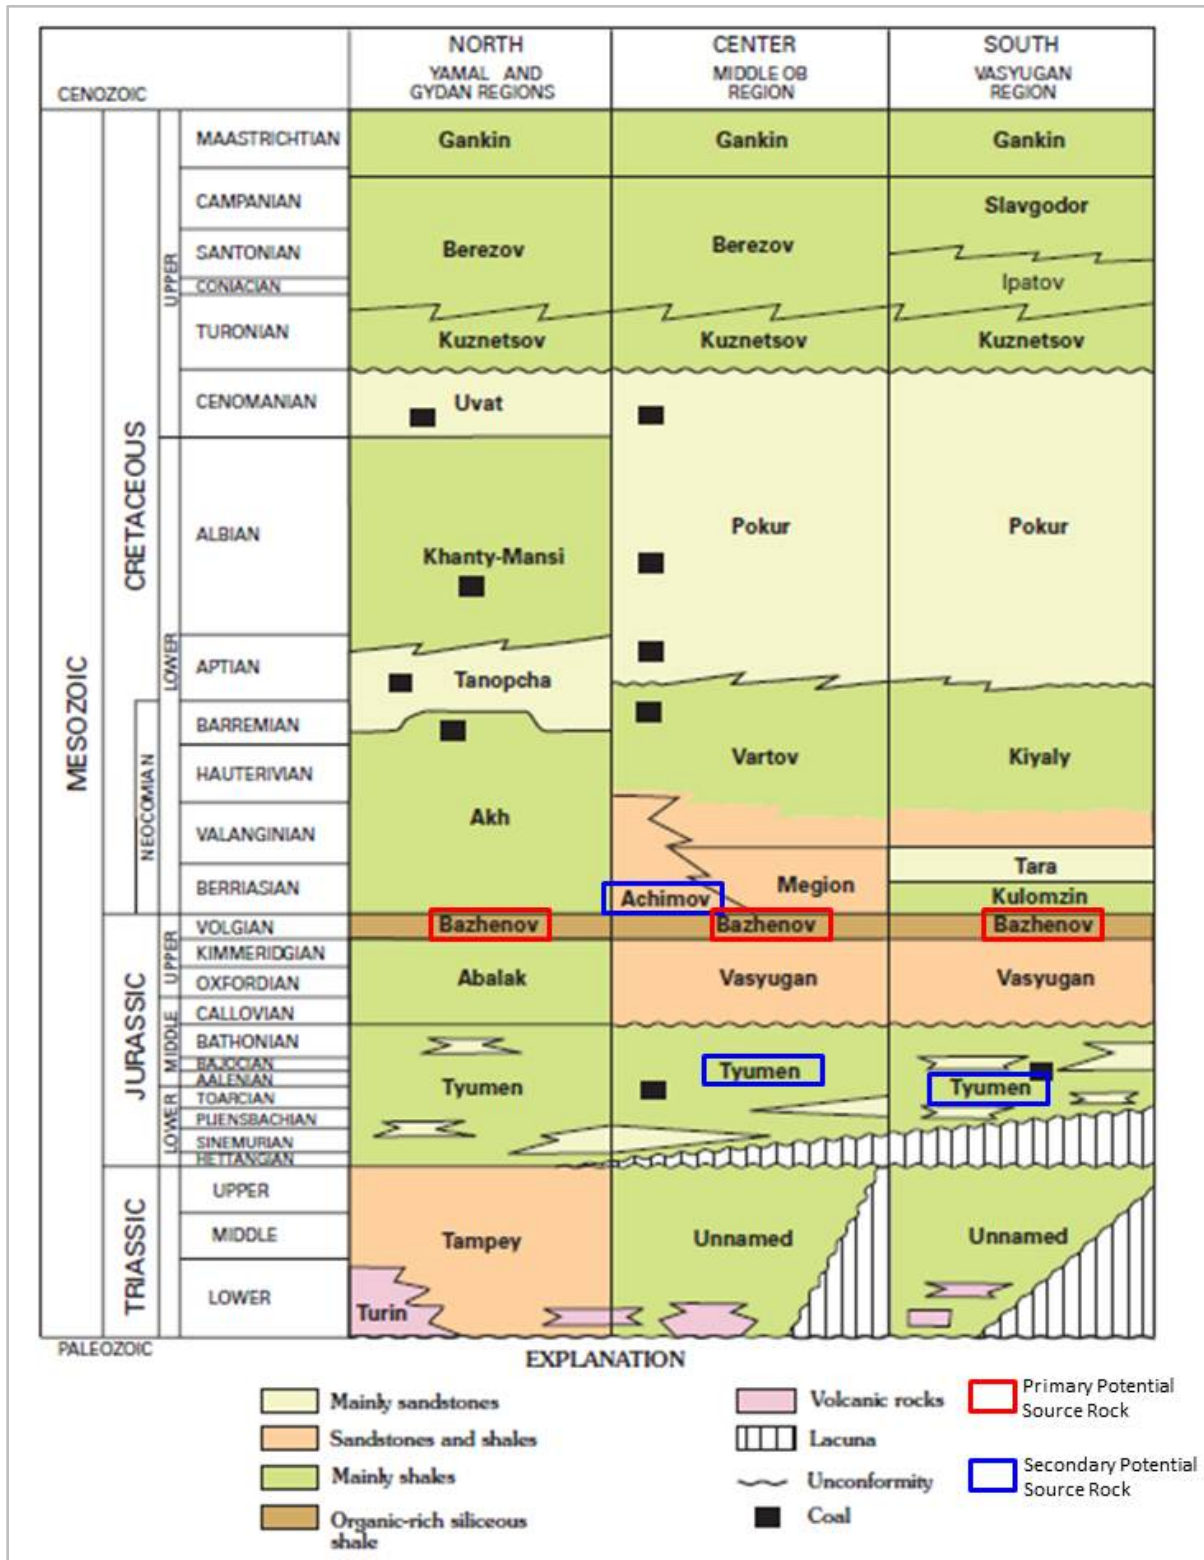 NORTH
YAMAL AND
GYDAN REGIONS
CENTER
MIDDLE OB
REGION
SOUTH
VASYUGAN
REGION
CENOZOIC
MESOZOIC
CRETACEOUS
UPPER
LOWER
NEOCOMIAN
MAASTRICHTIAN
Gankin
Gankin
Gankin
CAMPANIAN
Slavgodor
SANTONIAN
Berezov
Berezov
CONIACIAN
Ipatov
TURONIAN
Kuznetsov
Kuznetsov
Kuznetsov
CENOMANIAN
Uvat
ALBIAN
Khanty-Mansi
Pokur
Pokur
APTIAN
Tanopcha
BARREMIAN
HAUTERIVIAN
Vartov
Kiyaly
VALANGINIAN
Akh
Tara
BERRIASIAN
Achimov
Megion
Kulomzin
JURASSIC
UPPER
MIDDLE
LOWER
VOLGIAN
Bazhenov
Bazhenov
Bazhenov
KIMMERIDGIAN
OXFORDIAN
Abalak
Vasyugan
Vasyugan
CALLOVIAN
BATHONIAN
BAJOCIAN
AALENIAN
Tyumen
Tyumen
Tyumen
TOARCIAN
PLIENSBACHIAN
SINEMURIAN
HETTANGIAN
TRIASSIC
UPPER
MIDDLE
Tampey
Unnamed
Unnamed
LOWER
Turin
PALEOZOIC
EXPLANATION
Mainly sandstones
Sandstones and shales
Mainly shales
Organic-rich siliceous
shale
Volcanic rocks
Lacuna
Unconformity
Coal
Primary Potential
Source Rock
Secondary Potential
Source Rock